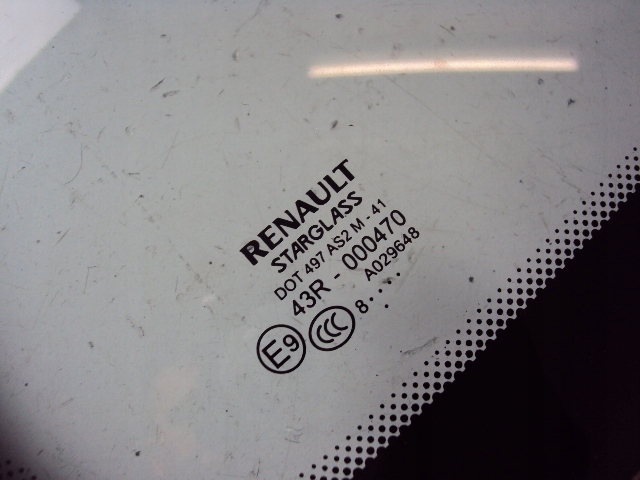 RENAULT
STARGLASS
DOT 497 AS2 M - 41
43R - 000470
A029648
E9 CCC 8....